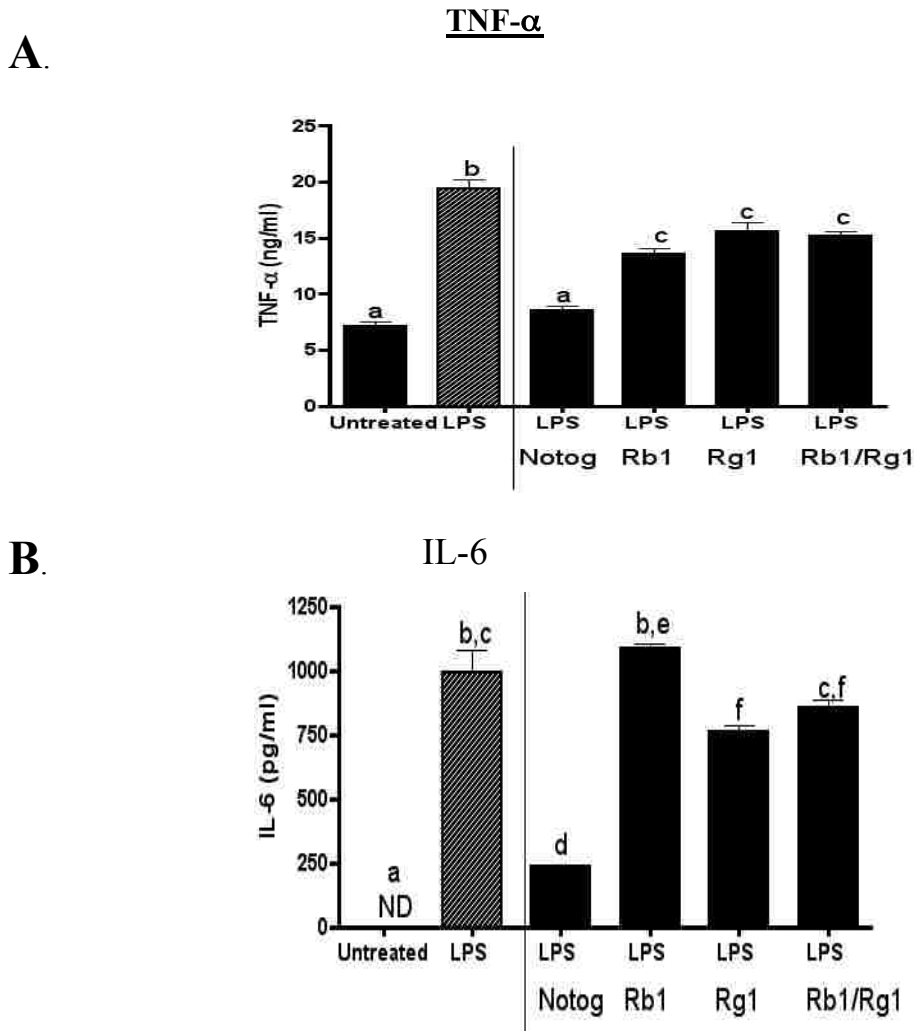 TNF-α
A.
25
20
15
10
5
0
TNF-α (ng/ml)
a
b
a
c
c
c
Untreated LPS LPS LPS LPS LPS
Notog Rb1 Rg1 Rb1/Rg1
B.
IL-6
1250
1000
750
500
250
0
IL-6 (pg/ml)
a
ND
b,c
d
b,e
f
c,f
Untreated LPS LPS LPS LPS LPS
Notog Rb1 Rg1 Rb1/Rg1